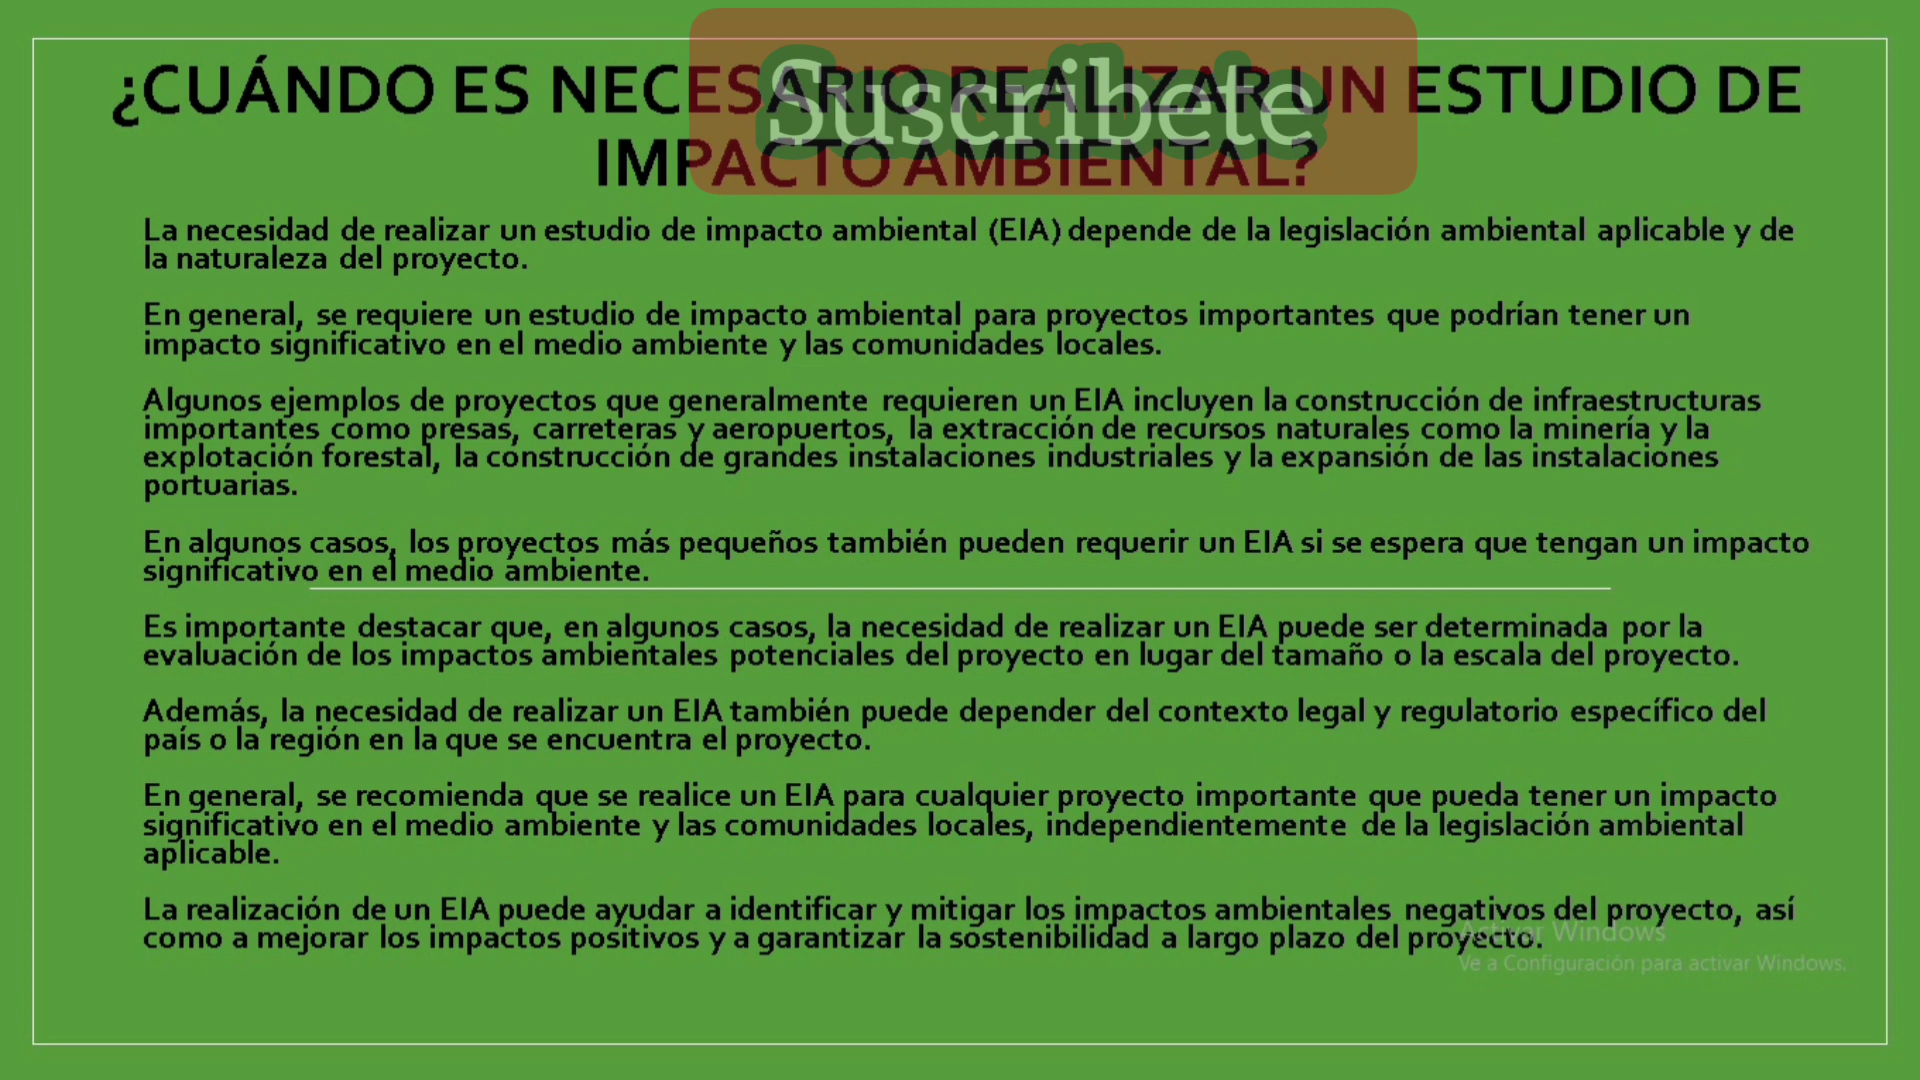 ¿CUÁNDO ES NECESARIO REALIZAR UN ESTUDIO DE
IMPACTO AMBIENTAL?
Suscribete
La necesidad de realizar un estudio de impacto ambiental (EIA) depende de la legislación ambiental aplicable y de
la naturaleza del proyecto.
En general, se requiere un estudio de impacto ambiental para proyectos importantes que podrían tener un
impacto significativo en el medio ambiente y las comunidades locales.
Algunos ejemplos de proyectos que generalmente requieren un EIA incluyen la construcción de infraestructuras
importantes como presas, carreteras y aeropuertos, la extracción de recursos naturales como la minería y la
explotación forestal, la construcción de grandes instalaciones industriales y la expansión de las instalaciones
portuarias.
En algunos casos, los proyectos más pequeños también pueden requerir un EIA si se espera que tengan un impacto
significativo en el medio ambiente.
Es importante destacar que, en algunos casos, la necesidad de realizar un EIA puede ser determinada por la
evaluación de los impactos ambientales potenciales del proyecto en lugar del tamaño o la escala del proyecto.
Además, la necesidad de realizar un EIA también puede depender del contexto legal y regulatorio específico del
país o la región en la que se encuentra el proyecto.
En general, se recomienda que se realice un EIA para cualquier proyecto importante que pueda tener un impacto
significativo en el medio ambiente y las comunidades locales, independientemente de la legislación ambiental
aplicable.
La realización de un EIA puede ayudar a identificar y mitigar los impactos ambientales negativos del proyecto, así
como a mejorar los impactos positivos y a garantizar la sostenibilidad a largo plazo del proyecto.
Activar Windows
Ve a Configuración para activar Windows.